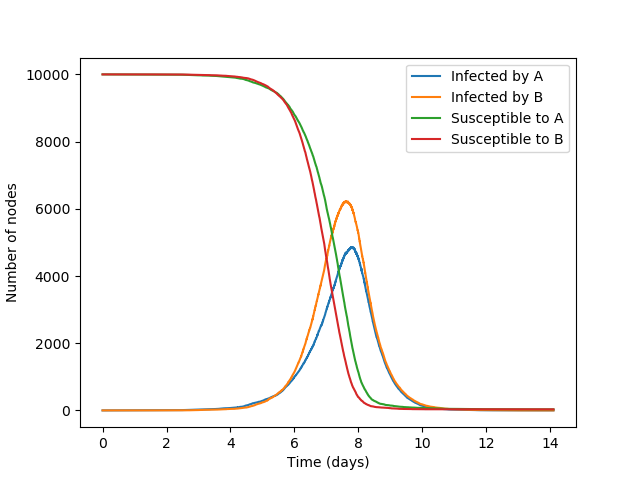 10000
8000
6000
4000
2000
0
Number of nodes
Infected by A
Infected by B
Susceptible to A
Susceptible to B
0 2 4 6 8 10 12 14
Time (days)